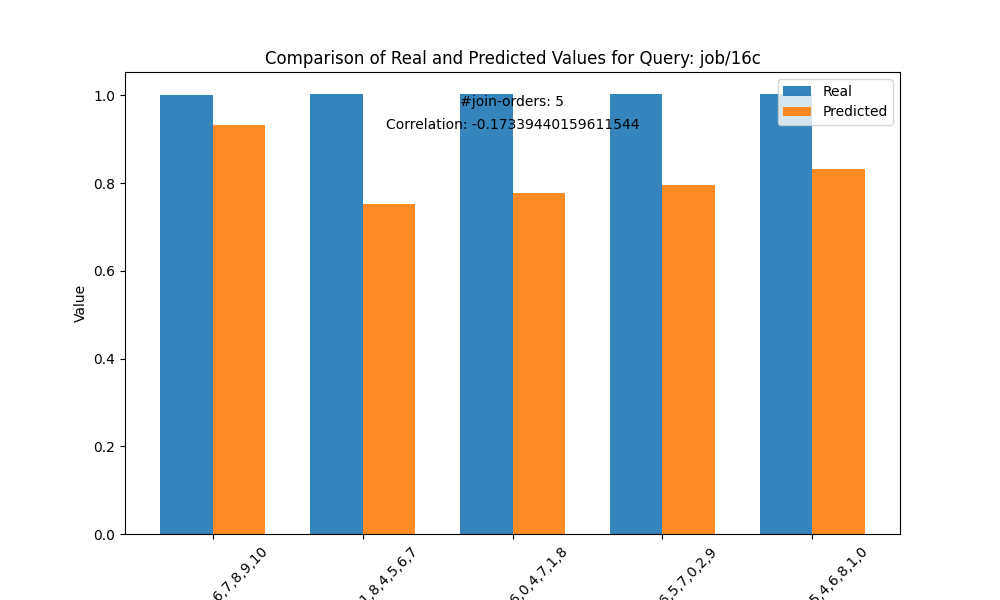 Comparison of Real and Predicted Values for Query: job/16c
Real
Predicted
#join-orders: 5
Correlation: -0.17339440159611544
Value
1.0
0.8
0.6
0.4
0.2
0.0
6,7,8,9,10
1,8,4,5,6,7
6,0,4,7,1,8
6,5,7,0,2,9
5,4,6,8,1,0